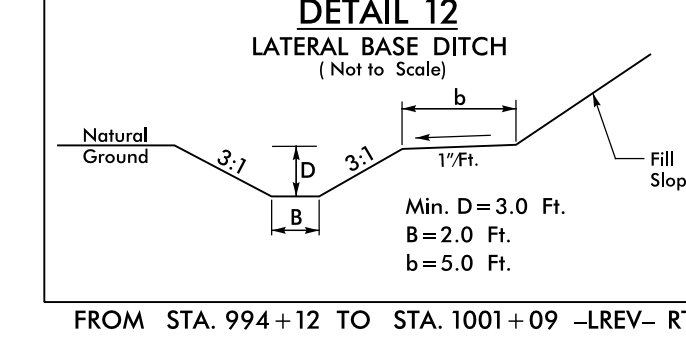 DETAIL 12
LATERAL BASE DITCH
( Not to Scale)
b
Natural
Ground
3:1
D
3:1
1"/Ft.
Fill
B
Min. D=3.0 Ft.
B=2.0 Ft.
b=5.0 Ft.
FROM STA. 994+12 TO STA. 1001+09 –LREV–